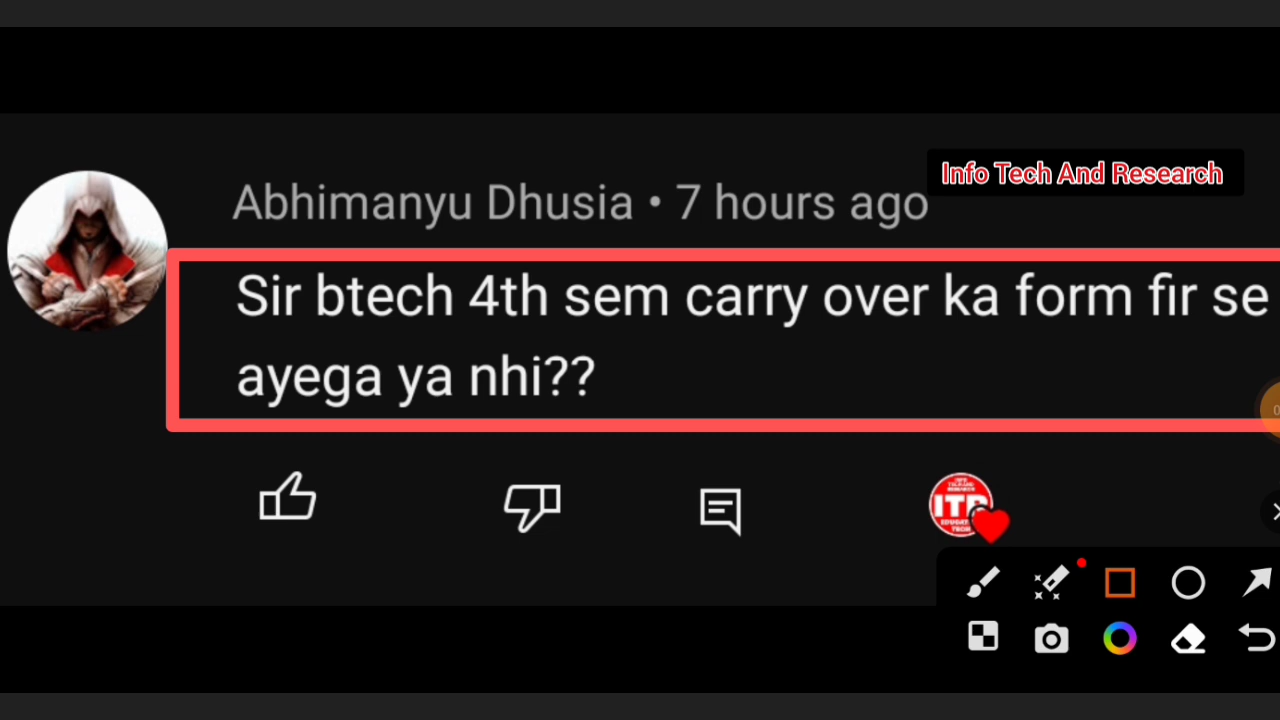 Info Tech And Research
Abhimanyu Dhusia • 7 hours ago
Sir btech 4th sem carry over ka form fir se
ayega ya nhi??
ITR